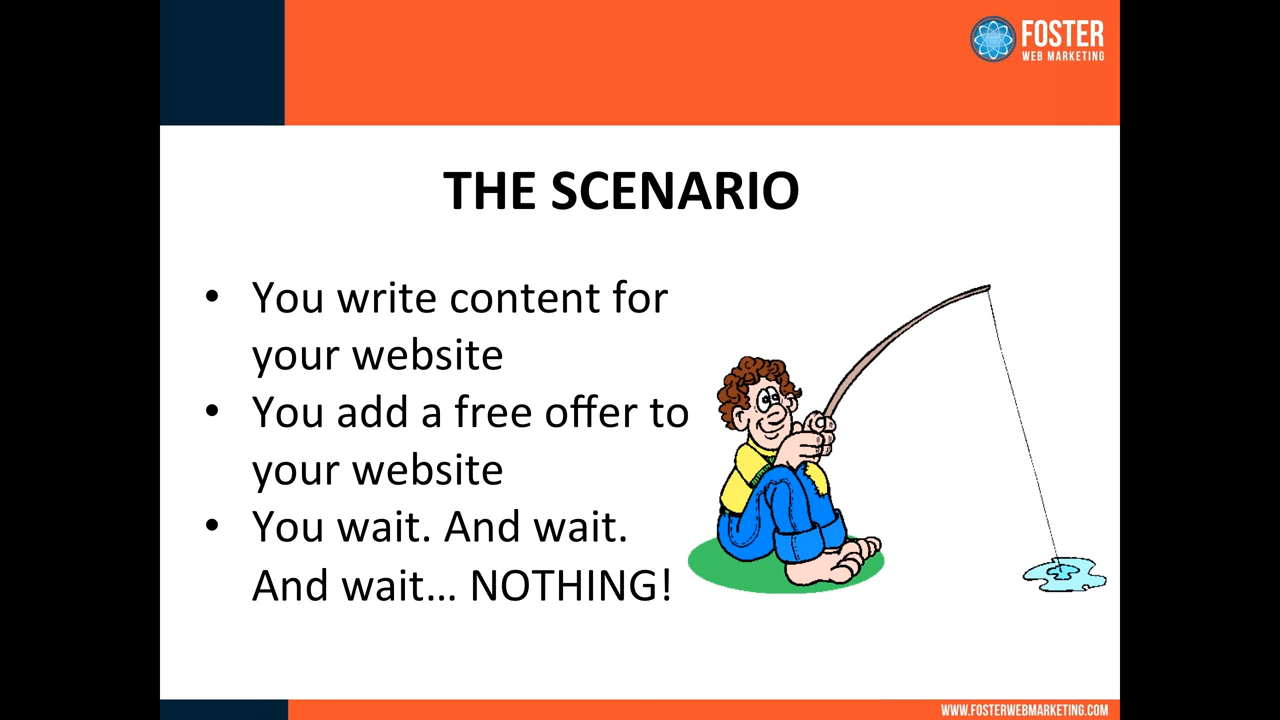 FOSTER
WEB MARKETING
THE SCENARIO
• You write content for
your website
• You add a free offer to
your website
• You wait. And wait.
And wait... NOTHING!
WWW.FOSTERWEBMARKETING.COM